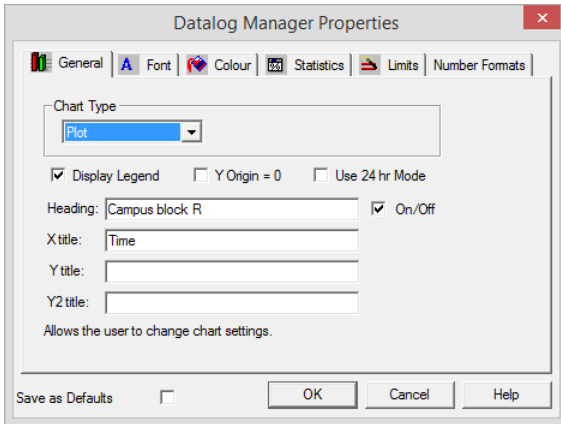 Datalog Manager Properties
General Font Colour Statistics Limits Number Formats
Chart Type
Plot
Display Legend Y Origin = 0 Use 24 hr Mode
Heading: Campus block R On/Off
X title: Time
Y title:
Y2 title:
Allows the user to change chart settings.
Save as Defaults OK Cancel Help